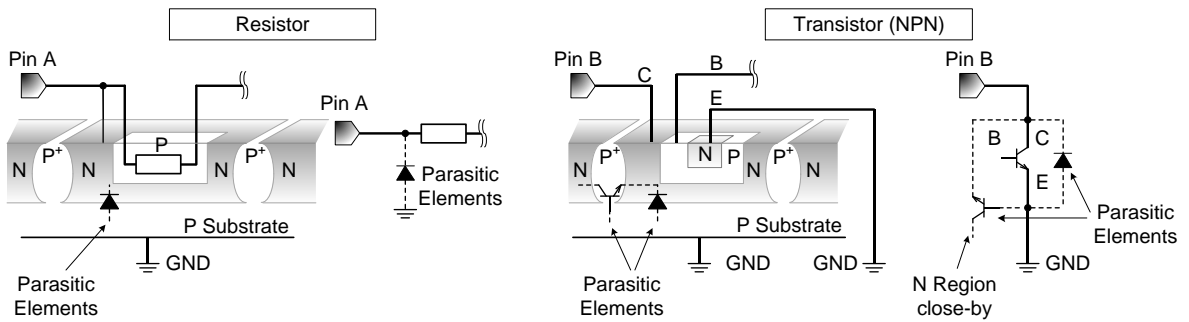 Resistor
Transistor (NPN)
Pin A
Pin B
C
B
E
Pin B
Pin A
N
P+
N
P
N
P+
N
Parasitic
Elements
P Substrate
GND
Parasitic
Elements
N
P+
N
N
P
P+
N
P Substrate
GND
GND
Parasitic
Elements
B
C
E
Parasitic
Elements
GND
N Region
close-by